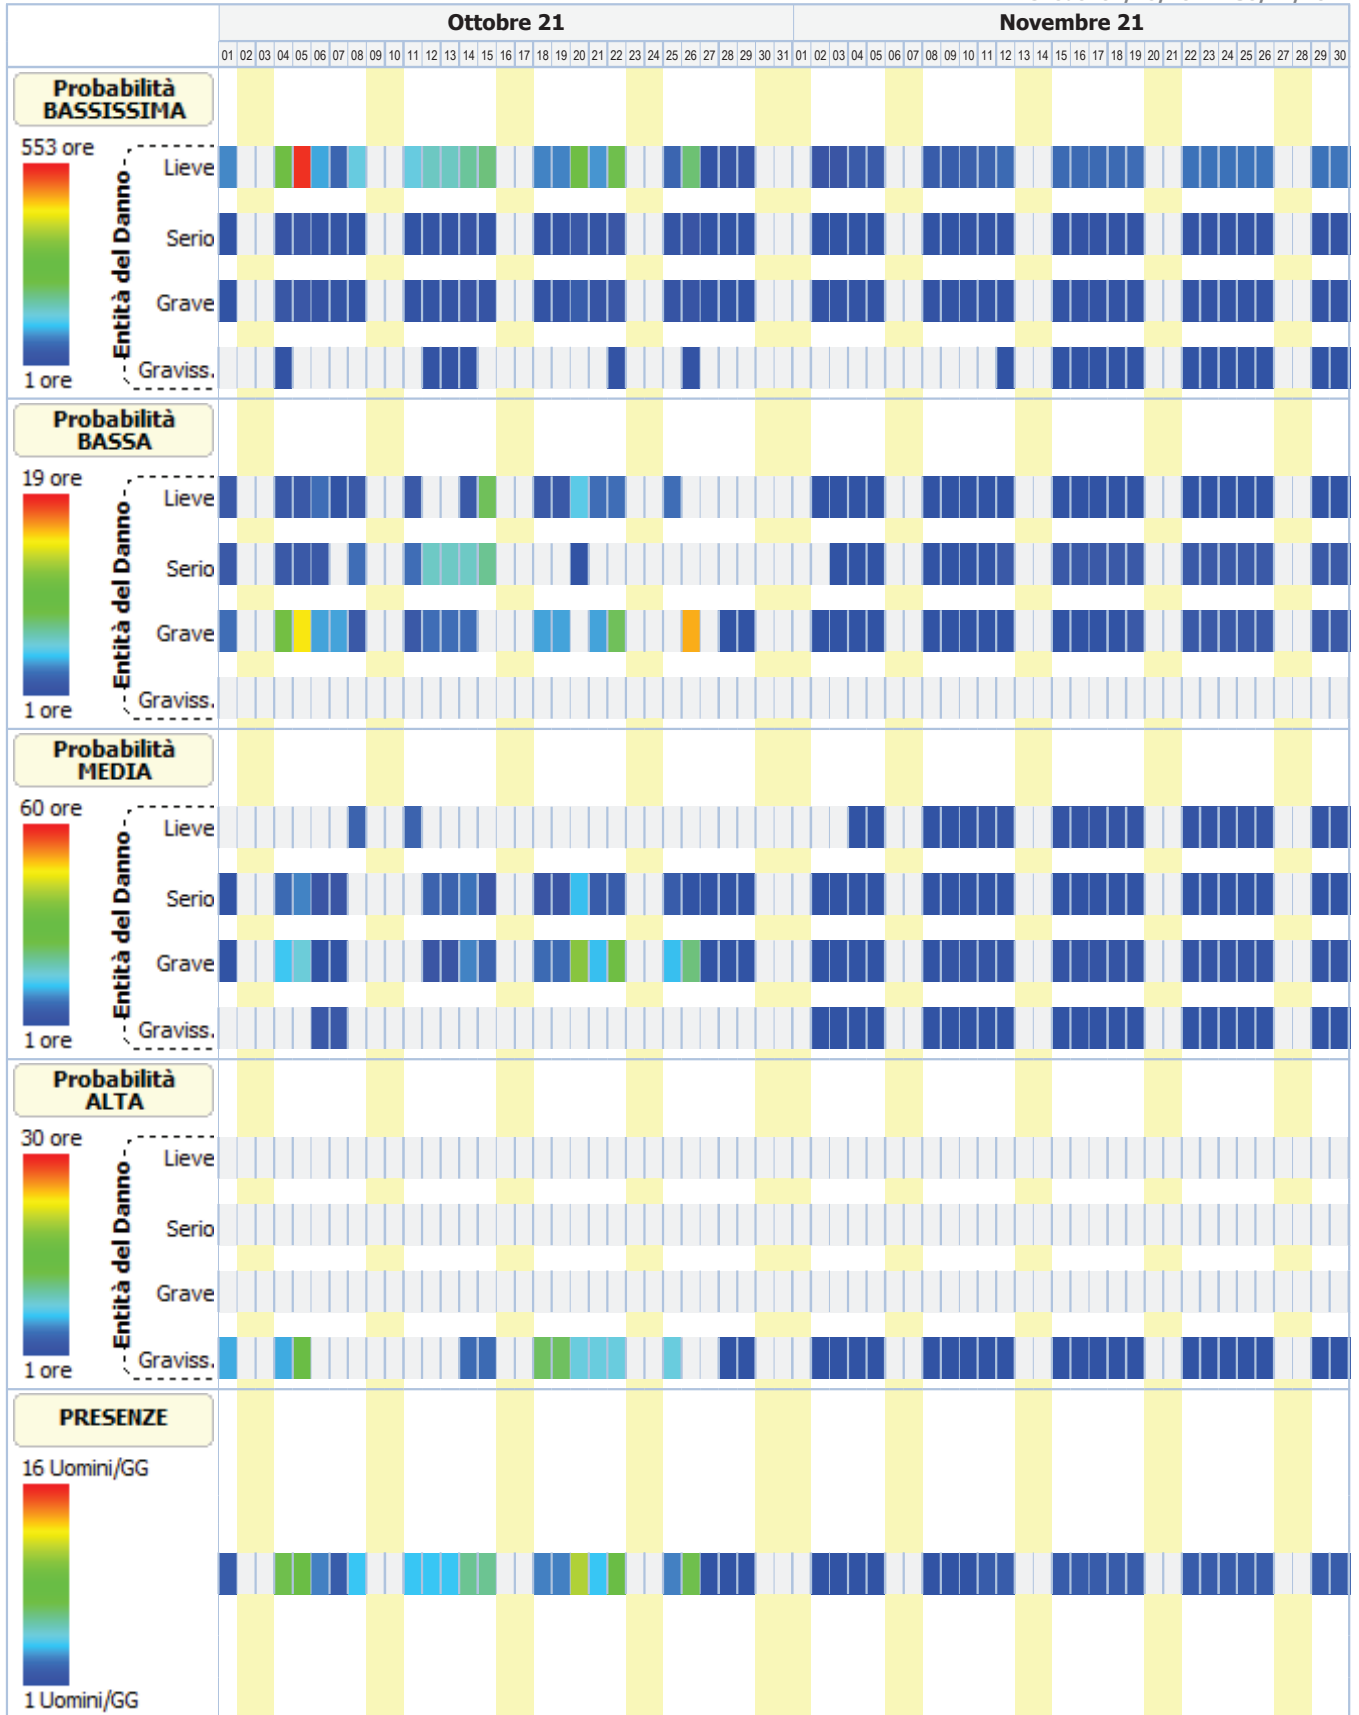 Ottobre 21 Novembre 21
01 02 03 04 05 06 07 08 09 10 11 12 13 14 15 16 17 18 19 20 21 22 23 24 25 26 27 28 29 30 31 01 02 03 04 05 06 07 08 09 10 11 12 13 14 15 16 17 18 19 20 21 22 23 24 25 26 27 28 29 30
Probabilità
BASSISSIMA
553 ore
Entità del Danno
Lieve
Serio
Grave
Graviss.
1 ore
Probabilità
BASSA
19 ore
Entità del Danno
Lieve
Serio
Grave
Graviss.
1 ore
Probabilità
MEDIA
60 ore
Entità del Danno
Lieve
Serio
Grave
Graviss.
1 ore
Probabilità
ALTA
30 ore
Entità del Danno
Lieve
Serio
Grave
Graviss.
1 ore
PRESENZE
16 Uomini/GG
1 Uomini/GG